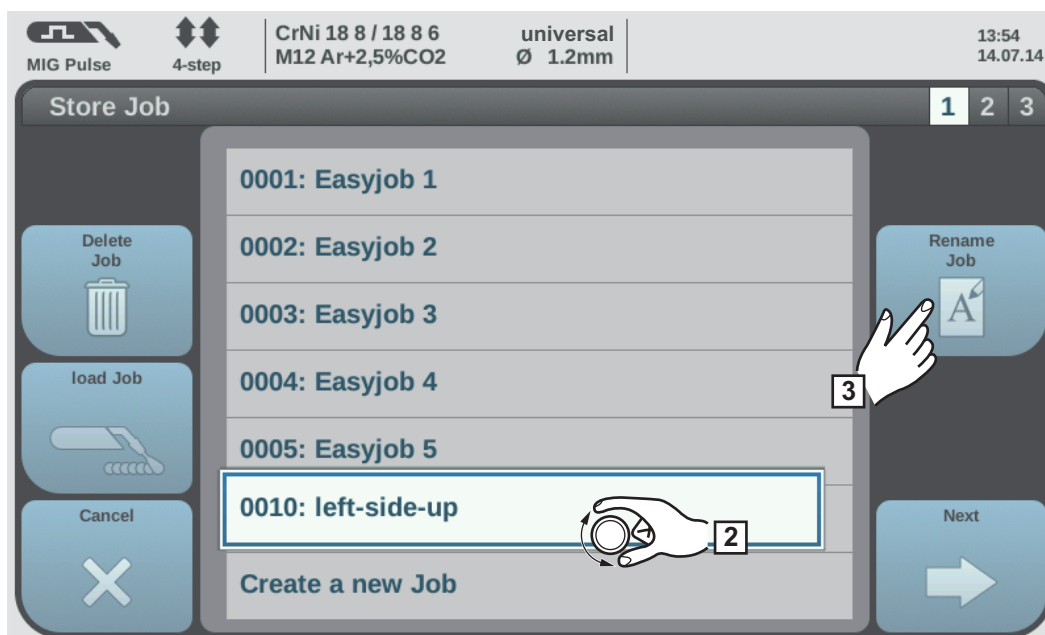 MIG Pulse
4-step
CrNi 18 8 / 18 8 6
M12 Ar+2,5%CO2
universal
Ø 1.2mm
13:54
14.07.14
Store Job
1 2 3
0001: Easyjob 1
0002: Easyjob 2
0003: Easyjob 3
0004: Easyjob 4
0005: Easyjob 5
0010: left-side-up
Create a new Job
Delete
Job
load Job
Cancel
Rename
Job
A
3
2
Next